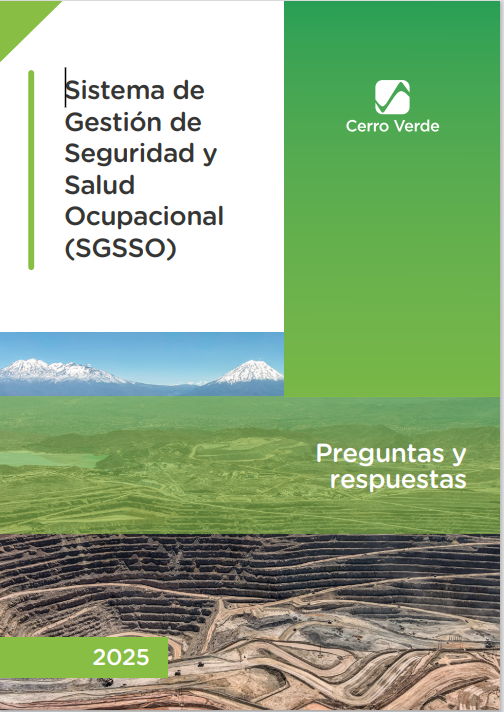 Sistema de
Gestión de
Seguridad y
Salud
Ocupacional
(SGSSO)
Cerro Verde
Preguntas y
respuestas
2025